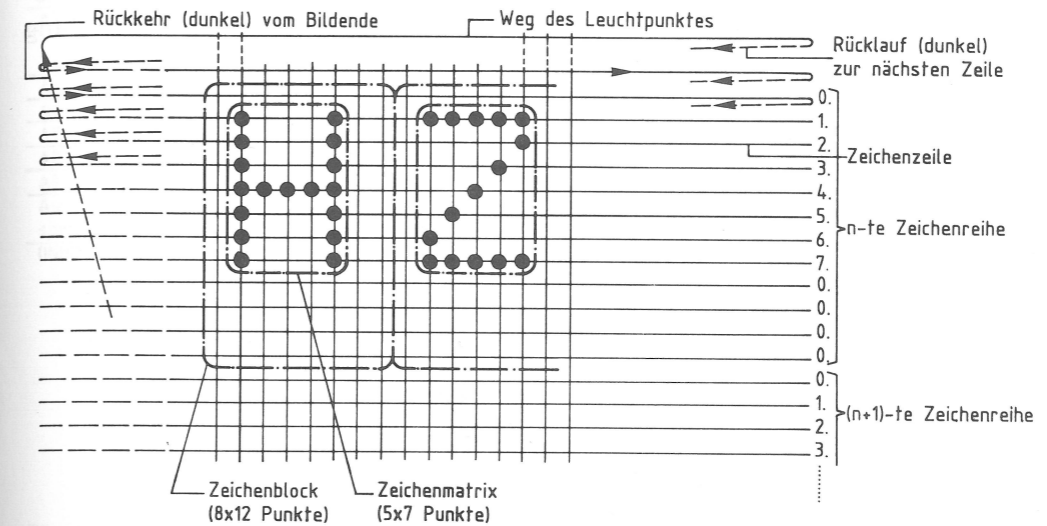 Rückkehr (dunkel) vom Bildende
Weg des Leuchtpunktes
Rücklauf (dunkel)
zur nächsten Zeile
0.
1.
2.
Zeichenzeile
3.
4.
5.
n-te Zeichenreihe
6.
7.
0.
0.
0.
0.
0.
1.
(n+1)-te Zeichenreihe
2.
3.
Zeichenblock
(8x12 Punkte)
Zeichenmatrix
(5x7 Punkte)